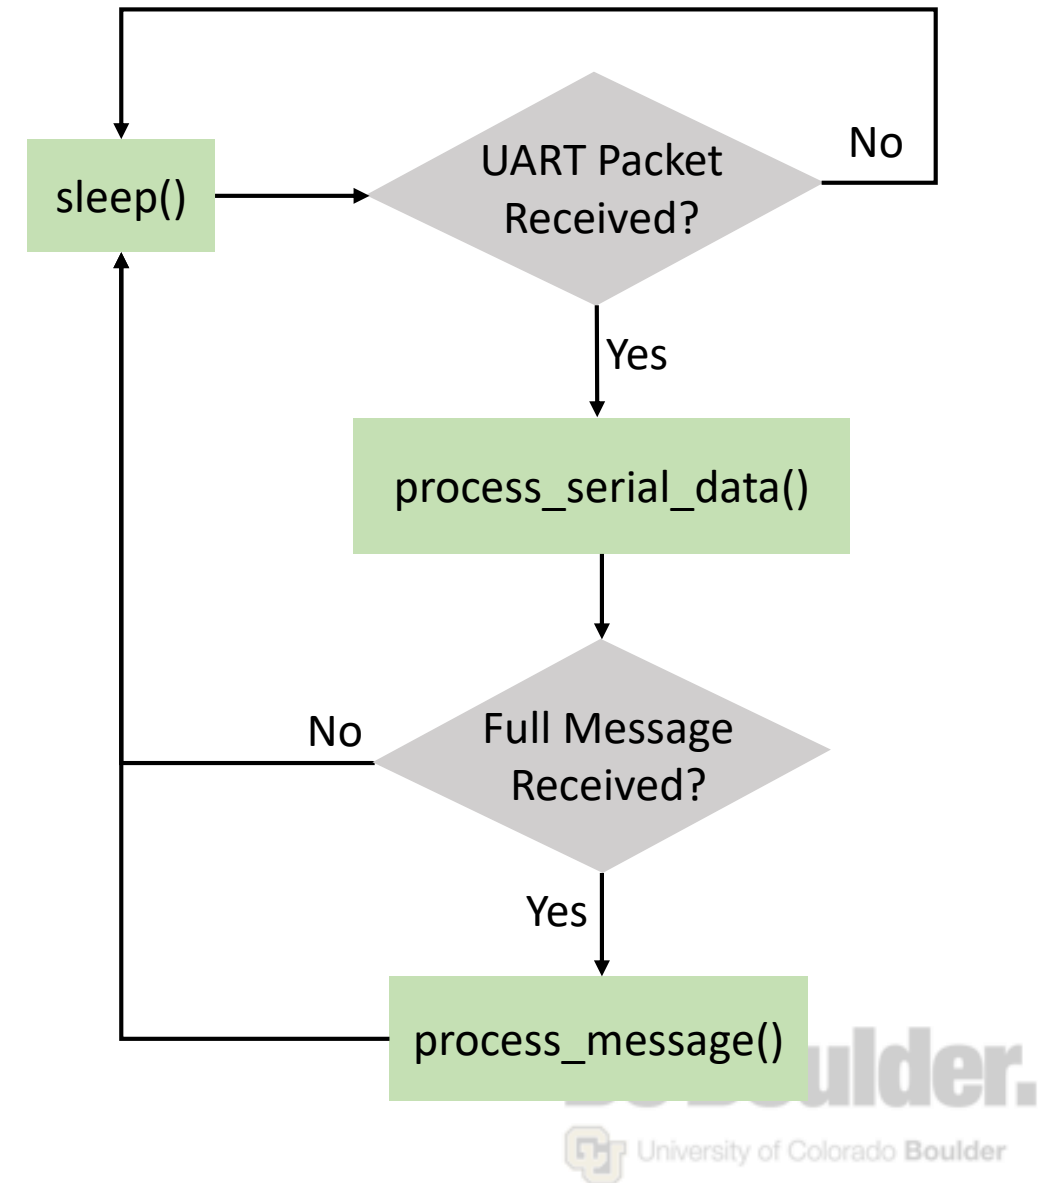 No
UART Packet
Received?
sleep()
Yes
process_serial_data()
No
Full Message
Received?
Yes
process_message()
Boulder.
University of Colorado Boulder